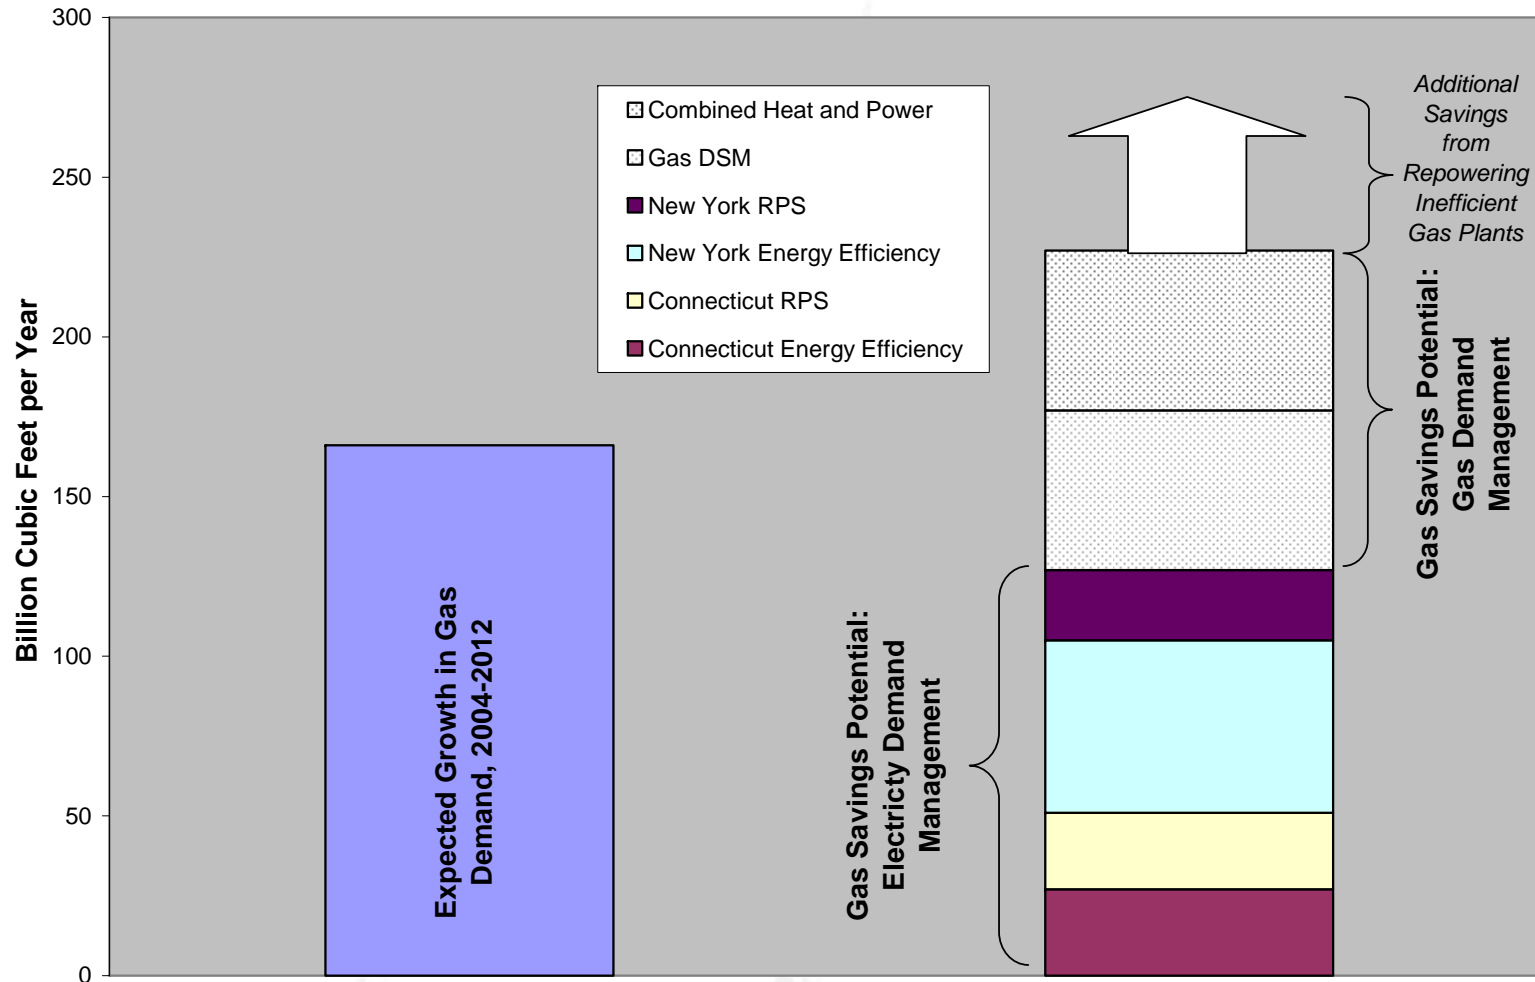 300
250
200
150
100
50
0
Billion Cubic Feet per Year
Expected Growth in Gas
Demand, 2004-2012
Combined Heat and Power
Gas DSM
New York RPS
New York Energy Efficiency
Connecticut RPS
Connecticut Energy Efficiency
Gas Savings Potential:
Electricty Demand
Management
Additional
Savings
from
Repowering
Inefficient
Gas Plants
Gas Savings Potential:
Gas Demand
Management